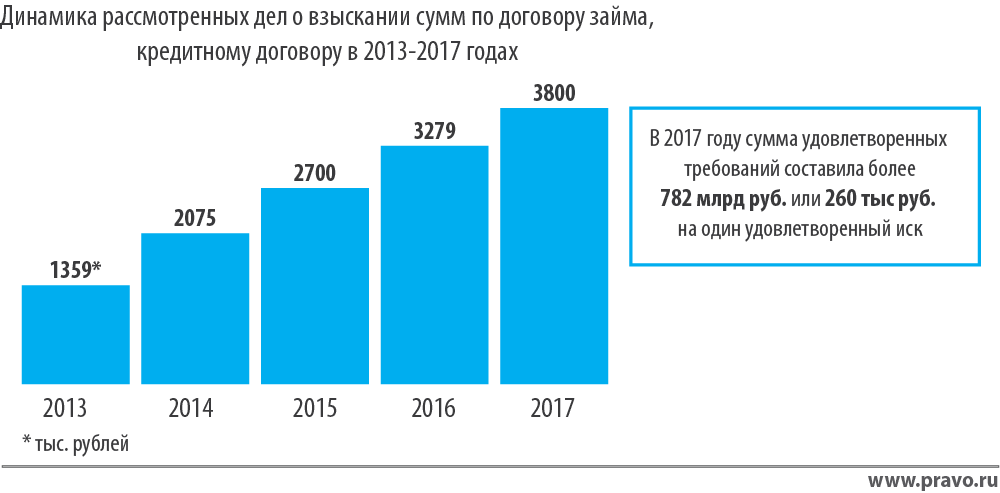 Динамика рассмотренных дел о взыскании сумм по договору займа,
кредитному договору в 2013-2017 годах
1359*
2075
2700
3279
3800
2013
2014
2015
2016
2017
* тыс. рублей
В 2017 году сумма удовлетворенных
требований составила более
782 млрд руб. или 260 тыс руб.
на один удовлетворенный иск
www.pravo.ru